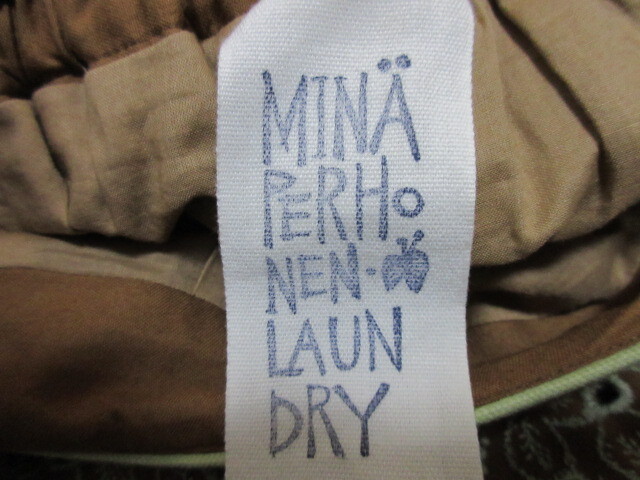 MINÄ
PERHO
NEN-
LAUN
DRY